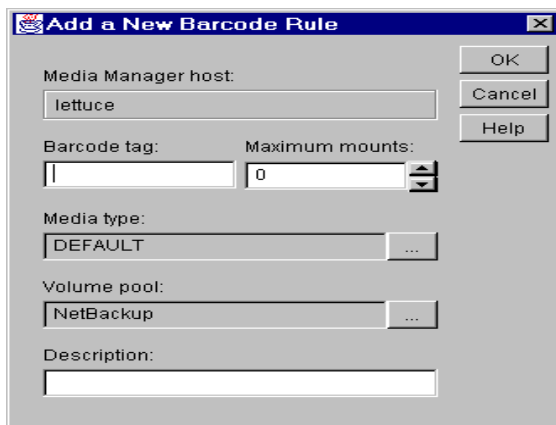 Add a New Barcode Rule
Media Manager host:
lettuce
Barcode tag:
Maximum mounts:
0
Media type:
DEFAULT
...
Volume pool:
NetBackup
...
Description:
OK
Cancel
Help